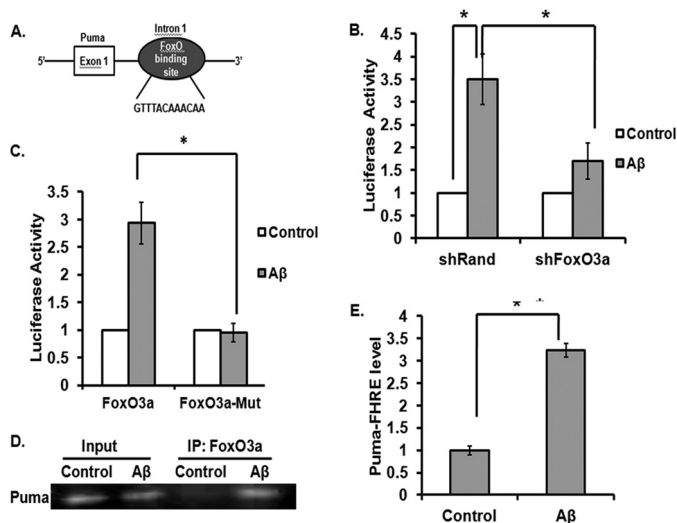 A.
Puma
Intron 1
5'
Exon 1
FoxO
binding
site
3'
GTTTACAAACAA
B.
*
*
Luciferase Activity
4.5
4
3.5
3
2.5
2
1.5
1
0.5
0
Control
Aβ
shRand
shFoxO3a
C.
*
Luciferase Activity
3.5
3
2.5
2
1.5
1
0.5
0
Control
Aβ
FoxO3a
FoxO3a-Mut
D.
Input
IP: FoxO3a
Control
Aβ
Control
Aβ
Puma
E.
Puma-FHRE level
4
3.5
3
2.5
2
1.5
1
0.5
0
Control
Aβ